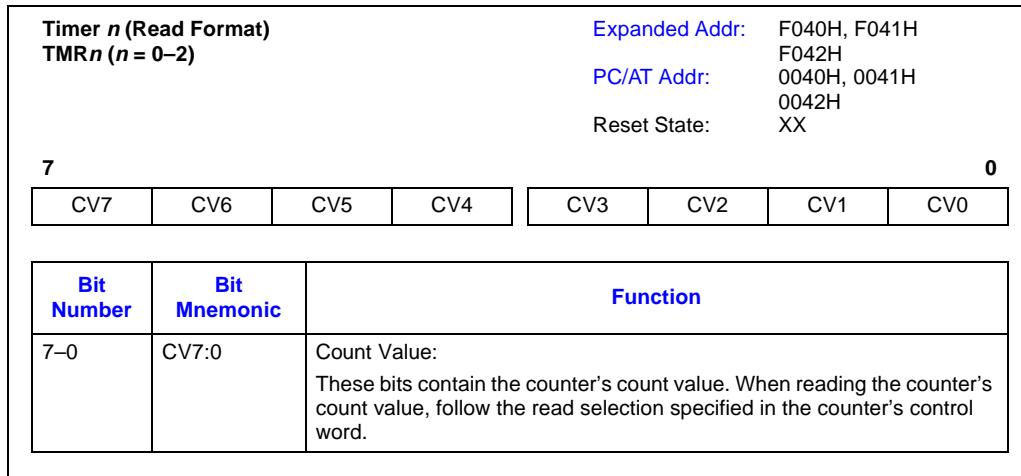 Timer n (Read Format)
TMRn (n = 0–2)
Expanded Addr: F040H, F041H
F042H
PC/AT Addr: 0040H, 0041H
0042H
Reset State: XX
7 0
CV7 CV6 CV5 CV4 CV3 CV2 CV1 CV0
Bit Number Bit Mnemonic Function
7–0 CV7:0 Count Value:
These bits contain the counter's count value. When reading the counter's
count value, follow the read selection specified in the counter's control
word.